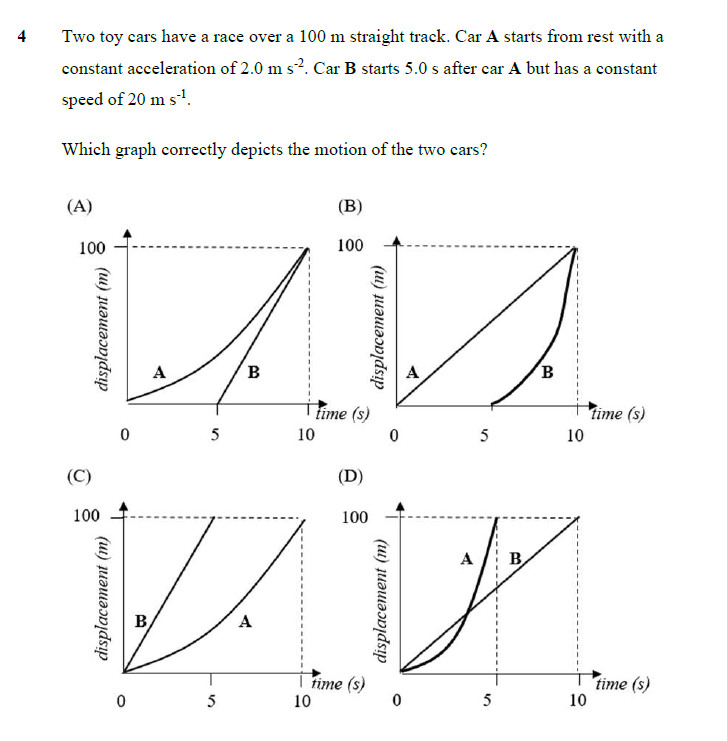 4 Two toy cars have a race over a 100 m straight track. Car A starts from rest with a
constant acceleration of 2.0 m s⁻². Car B starts 5.0 s after car A but has a constant
speed of 20 m s⁻¹.
Which graph correctly depicts the motion of the two cars?
(A)
100
displacement (m)
A
B
time (s)
0 5 10
(B)
100
displacement (m)
A
B
time (s)
0 5 10
(C)
100
displacement (m)
B
A
time (s)
0 5 10
(D)
100
displacement (m)
A
B
time (s)
0 5 10